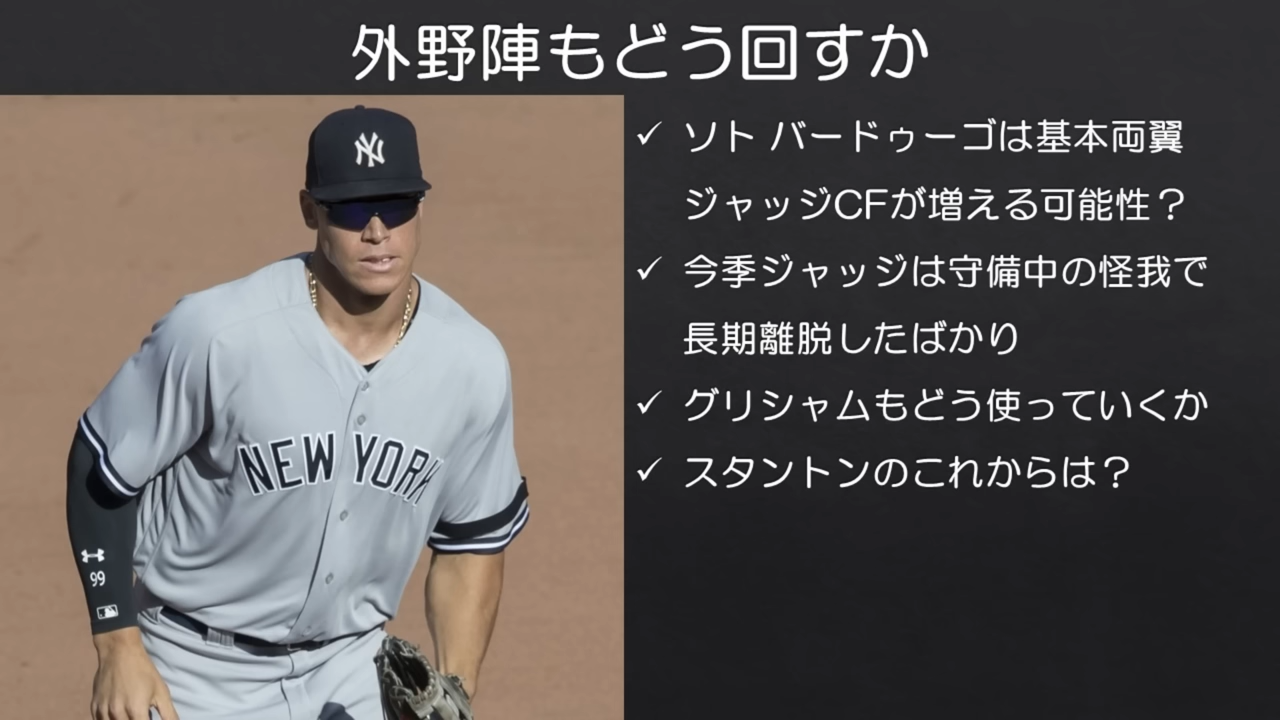 外野陣もどう回すか
✓ ソト バードゥーゴは基本両翼
ジャッジCFが増える可能性？
✓ 今季ジャッジは守備中の怪我で
長期離脱したばかり
✓ グリシャムもどう使っていくか
✓ スタントンのこれからは？
NY
NEW YORK
99